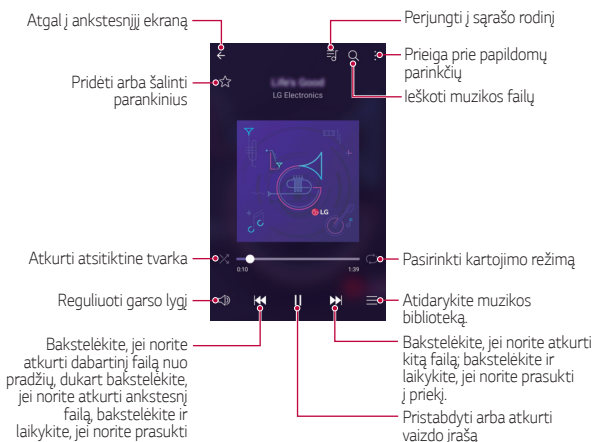 Atgal į ankstesnįjį ekraną
Pridėti arba šalinti
parankinius
Atkurti atsitiktine tvarka
Reguliuoti garso lygį
Bakstelėkite, jei norite
atkurti dabartinį failą nuo
pradžių, dukart bakstelėkite,
jei norite atkurti ankstesnį
failą, bakstelėkite ir
laikykite, jei norite prasukti
Life's Good
LG Electronics
LG
0:10
1:39
Perjungti į sąrašo rodinį
Prieiga prie papildomų
parinkčių
Ieškoti muzikos failų
Pasirinkti kartojimo režimą
Atidarykite muzikos
biblioteką.
Bakstelėkite, jei norite atkurti
kitą failą; bakstelėkite ir
laikykite, jei norite prasukti
į priekį.
Pristabdyti arba atkurti
vaizdo įrašą